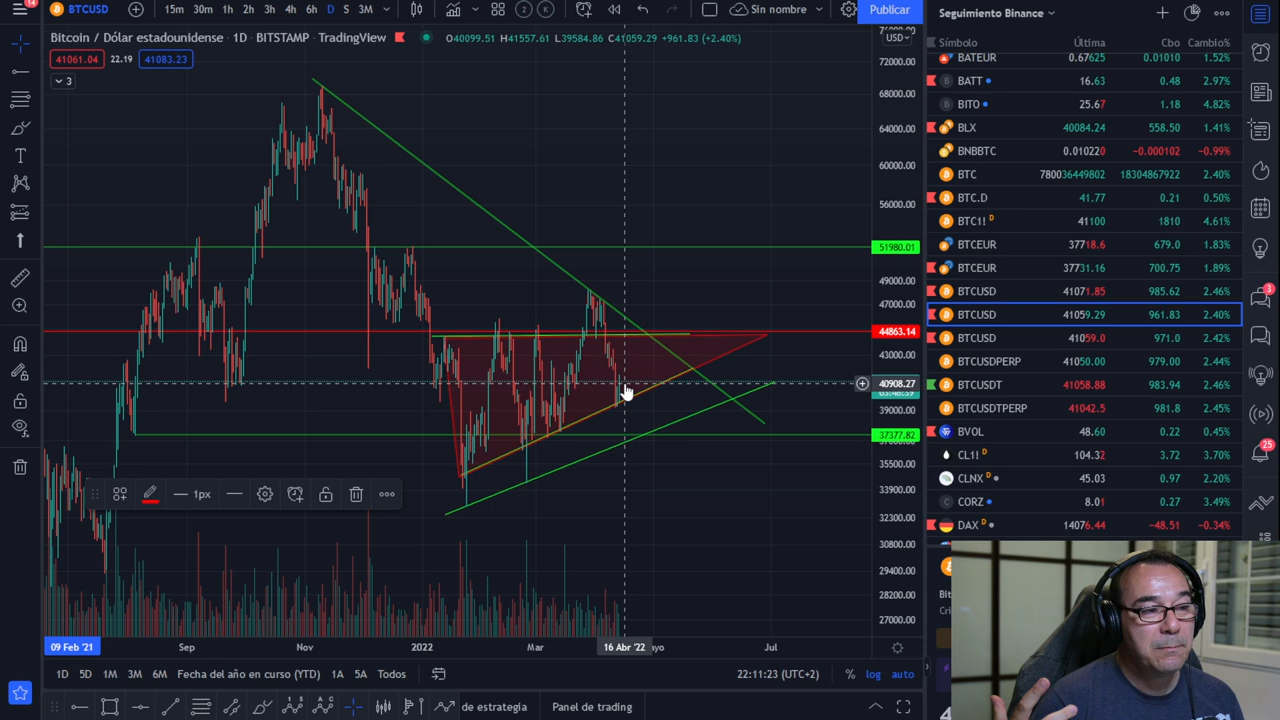 14
BTCUSD
15m 30m 1h 2h 3h 4h 6h D S 3M
2 K
Sin nombre
Publicar
Bitcoin / Dólar estadounidense · 1D · BITSTAMP · TradingView
O40099.51 H41557.61 L39584.86 C41059.29 +961.83 (+2.40%)
USD
41061.04 22.19 41083.23
3
72000.00
68000.00
64000.00
60000.00
56000.00
51980.01
49000.00
47000.00
44863.14
43000.00
40908.27
39000.00
37377.82
35500.00
33900.00
32300.00
30800.00
29400.00
28200.00
27000.00
1px
09 Feb '21 Sep Nov 2022 Mar 16 Abr '22 yo Jul
1D 5D 1M 3M 6M Fecha del año en curso (YTD) 1A 5A Todos
22:11:23 (UTC+2) % log auto
de estrategia Panel de trading
Seguimiento Binance
Símbolo Última Cbo Cambio%
BATEUR 0.67625 0.01010 1.52%
BATT 16.63 0.48 2.97%
BITO 25.67 1.18 4.82%
BLX 40084.24 558.50 1.41%
BNBBTC 0.010220 −0.000102 −0.99%
BTC 780036449802 18304867922 2.40%
BTC.D 41.77 0.21 0.50%
BTC1! D 41100 1810 4.61%
BTCEUR 37718.6 679.0 1.83%
BTCEUR 37731.16 700.75 1.89%
BTCUSD 41071.85 985.62 2.46%
BTCUSD 41059.29 961.83 2.40%
BTCUSD 41059.0 971.0 2.42%
BTCUSDPERP 41050.00 979.00 2.44%
BTCUSDT 41058.88 983.94 2.46%
BTCUSDTPERP 41042.5 981.8 2.45%
BVOL 48.60 0.22 0.45%
CL1! D 104.32 3.72 3.70%
CLNX 45.03 0.97 2.20%
CORZ 8.01 0.27 3.49%
DAX D 14076.44 −48.51 −0.34%
3
25
Bit
Cri